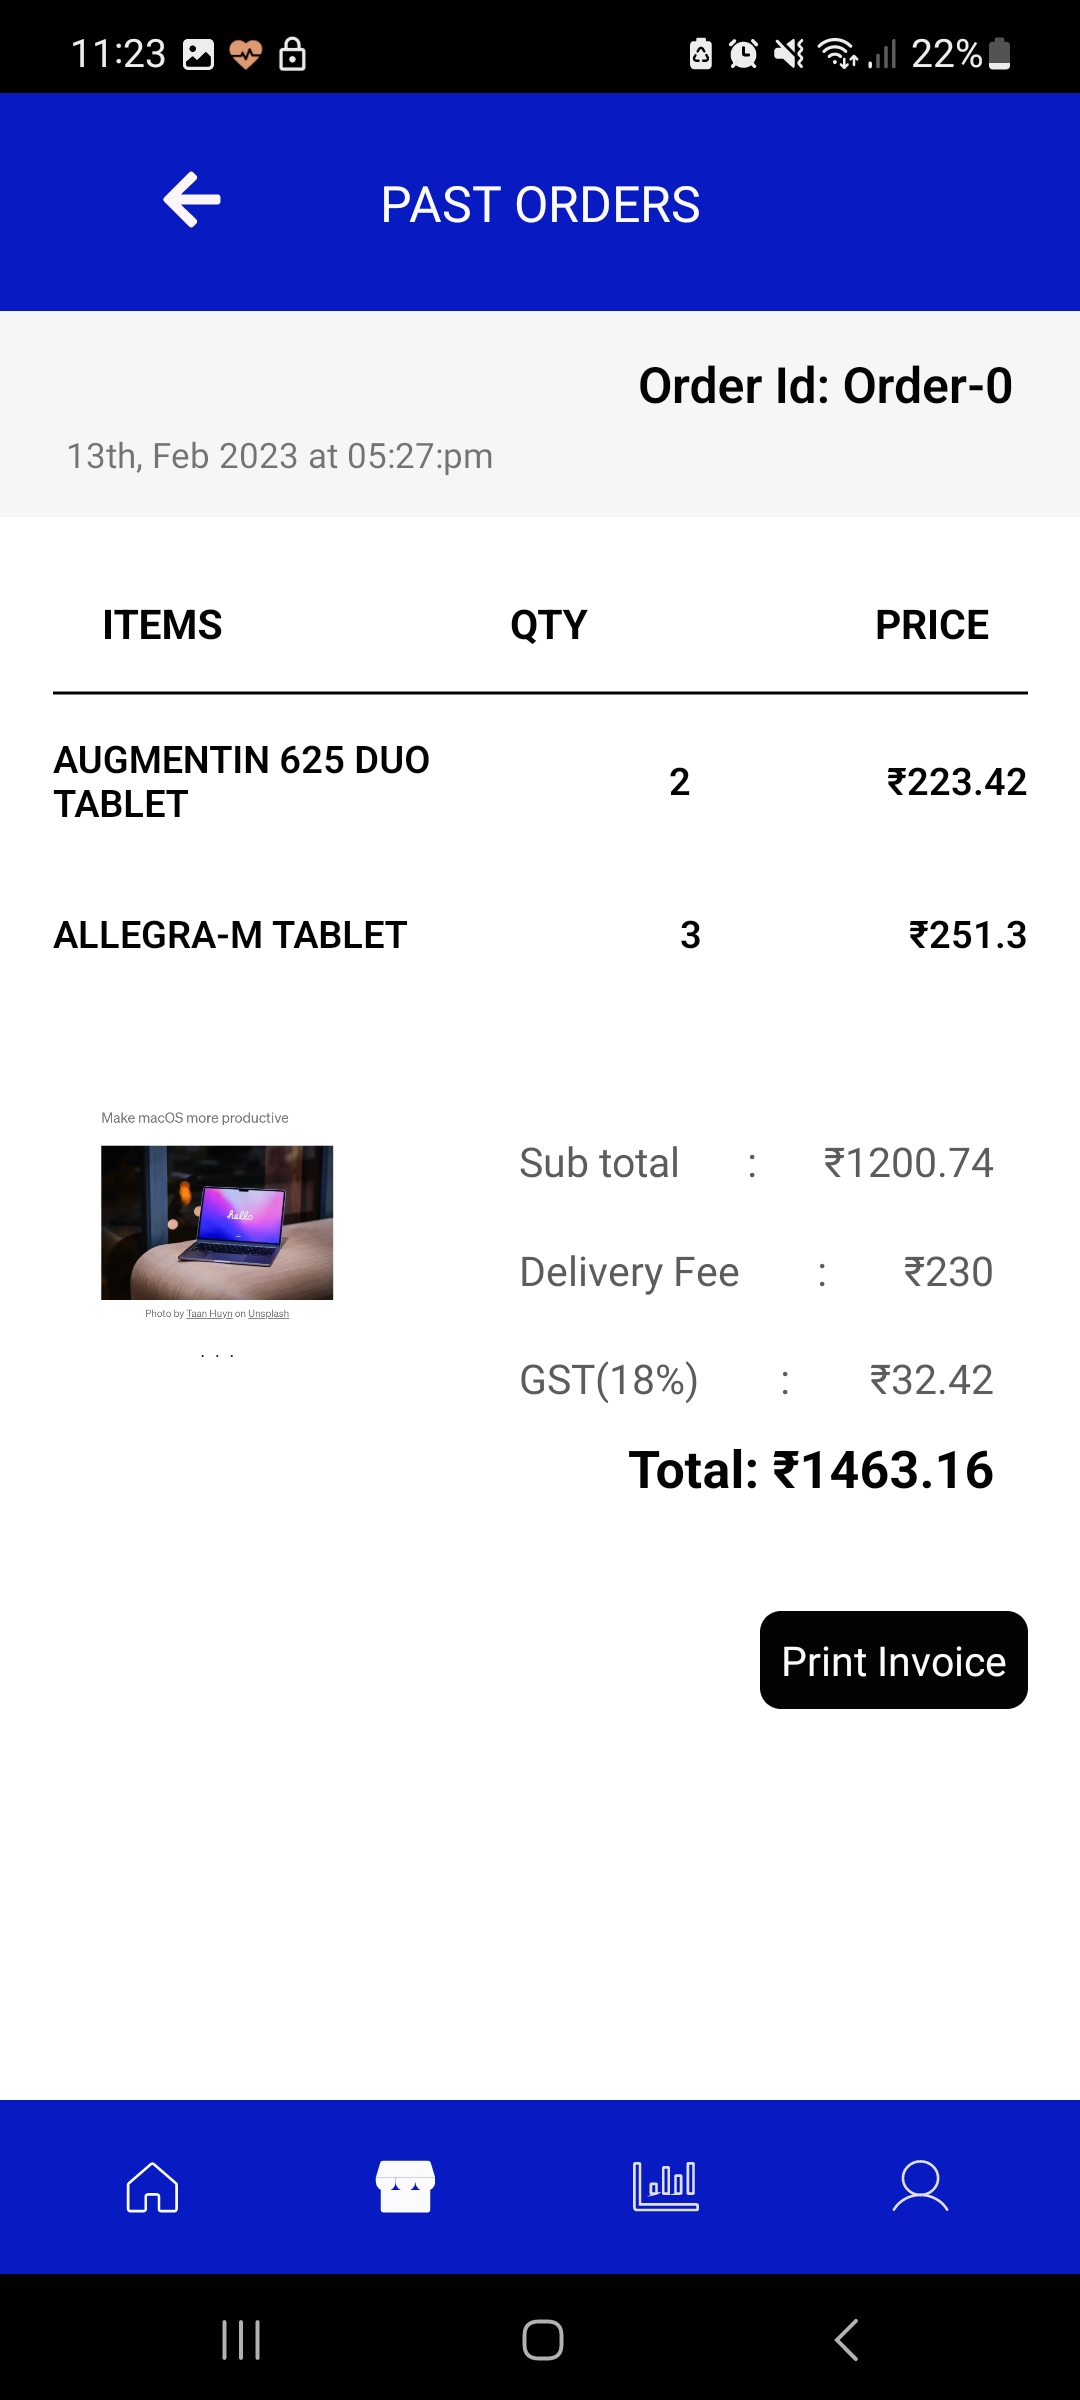 11:23
22%
PAST ORDERS
Order Id: Order-0
13th, Feb 2023 at 05:27:pm
ITEMS QTY PRICE
AUGMENTIN 625 DUO
TABLET
2 ₹223.42
ALLEGRA-M TABLET 3 ₹251.3
Make macOS more productive
hello
Photo by Taan Huyn on Unsplash
. . .
Sub total : ₹1200.74
Delivery Fee : ₹230
GST(18%) : ₹32.42
Total: ₹1463.16
Print Invoice